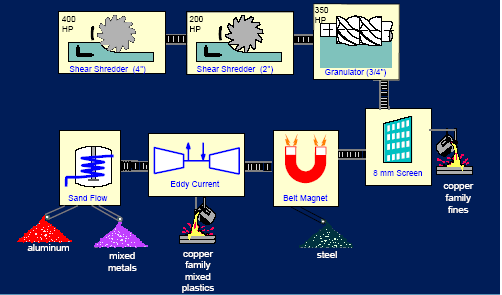 400
HP
Shear Shredder (4")
200
HP
Shear Shredder (2")
350
HP
Granulator (3/4")
Sand Flow
Eddy Current
Belt Magnet
8 mm Screen
copper
family
fines
aluminum
mixed
metals
copper
family
mixed
plastics
steel